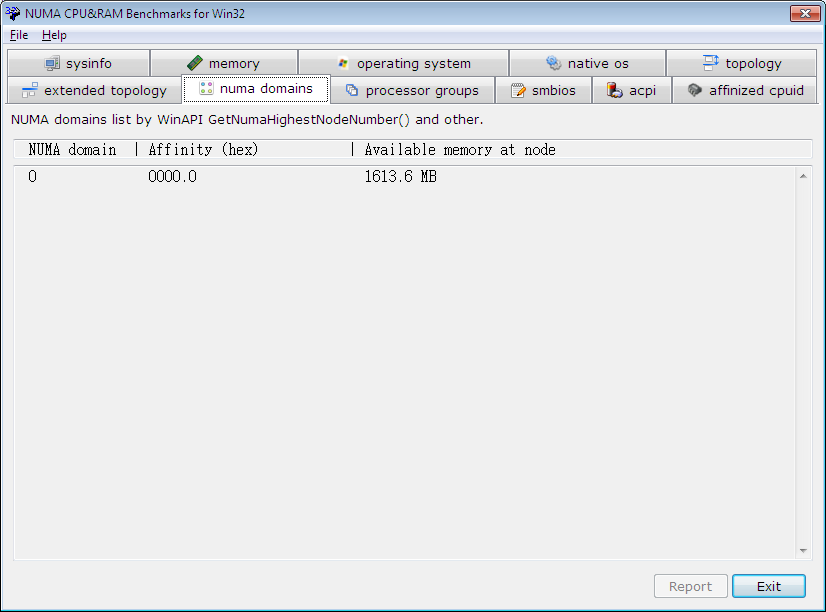 NUMA CPU&RAM Benchmarks for Win32
File Help
sysinfo memory operating system native os topology
extended topology numa domains processor groups smbios acpi affinized cpuid
NUMA domains list by WinAPI GetNumaHighestNodeNumber() and other.
NUMA domain | Affinity (hex) | Available memory at node
0 0000.0 1613.6 MB
Report Exit